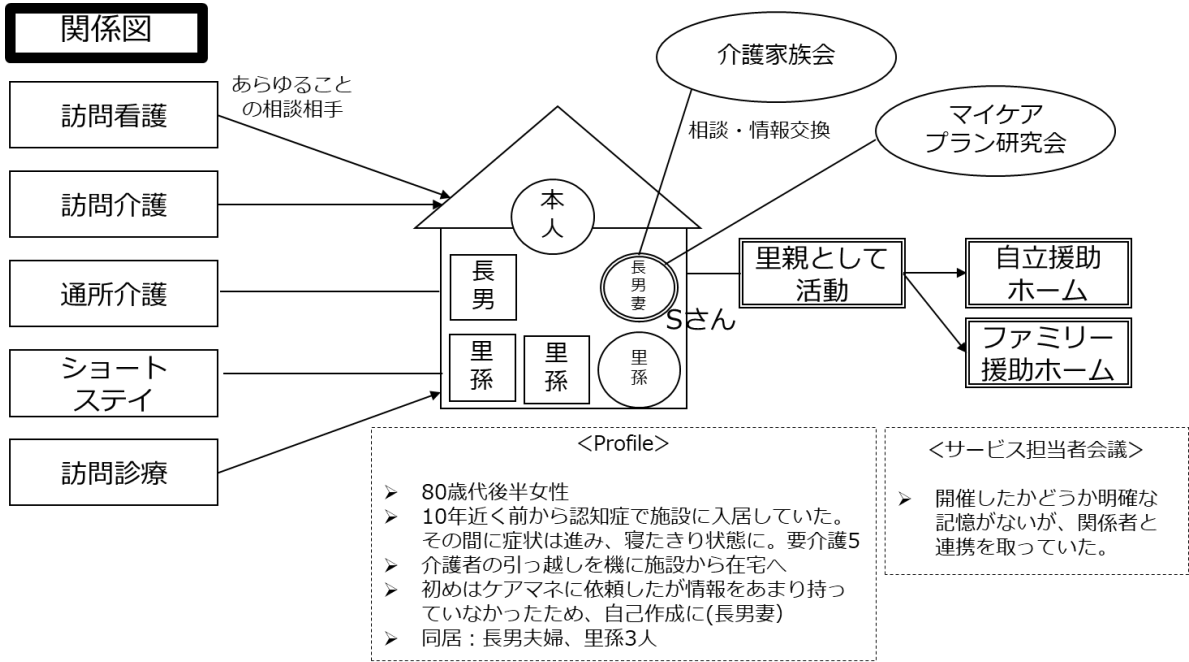 関係図
訪問看護
訪問介護
通所介護
ショート
ステイ
訪問診療
あらゆること
の相談相手
介護家族会
相談・情報交換
マイケア
プラン研究会
本
人
長
男
長
男
妻
Sさん
里
孫
里
孫
里
孫
里親として
活動
自立援助
ホーム
ファミリー
援助ホーム
<Profile>
➤ 80歳代後半女性
➤ 10年近く前から認知症で施設に入居していた。
その間に症状は進み、寝たきり状態に。要介護5
➤ 介護者の引っ越しを機に施設から在宅へ
➤ 初めはケアマネに依頼したが情報をあまり持っ
ていなかったため、自己作成に(長男妻)
➤ 同居：長男夫婦、里孫3人
<サービス担当者会議>
➤ 開催したかどうか明確な
記憶がないが、関係者と
連携を取っていた。